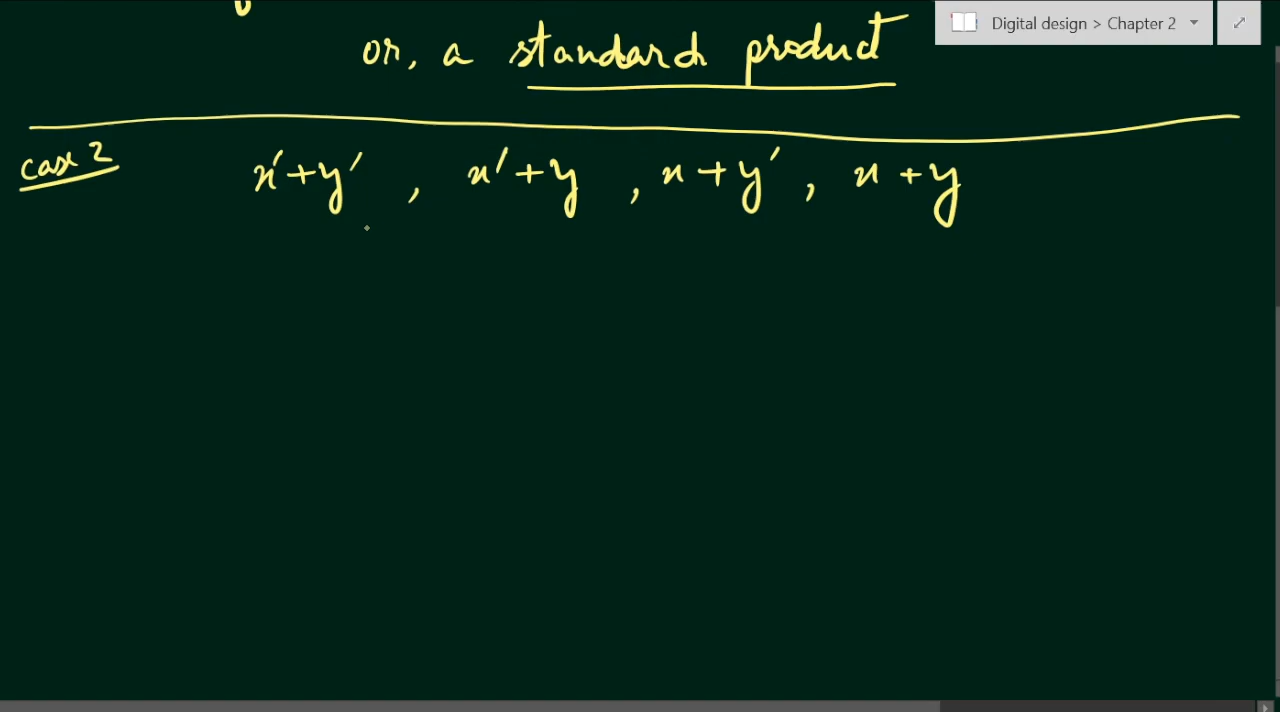 Digital design > Chapter 2
or, a standard product
case 2 x'+y' , x'+y , x+y' , x+y